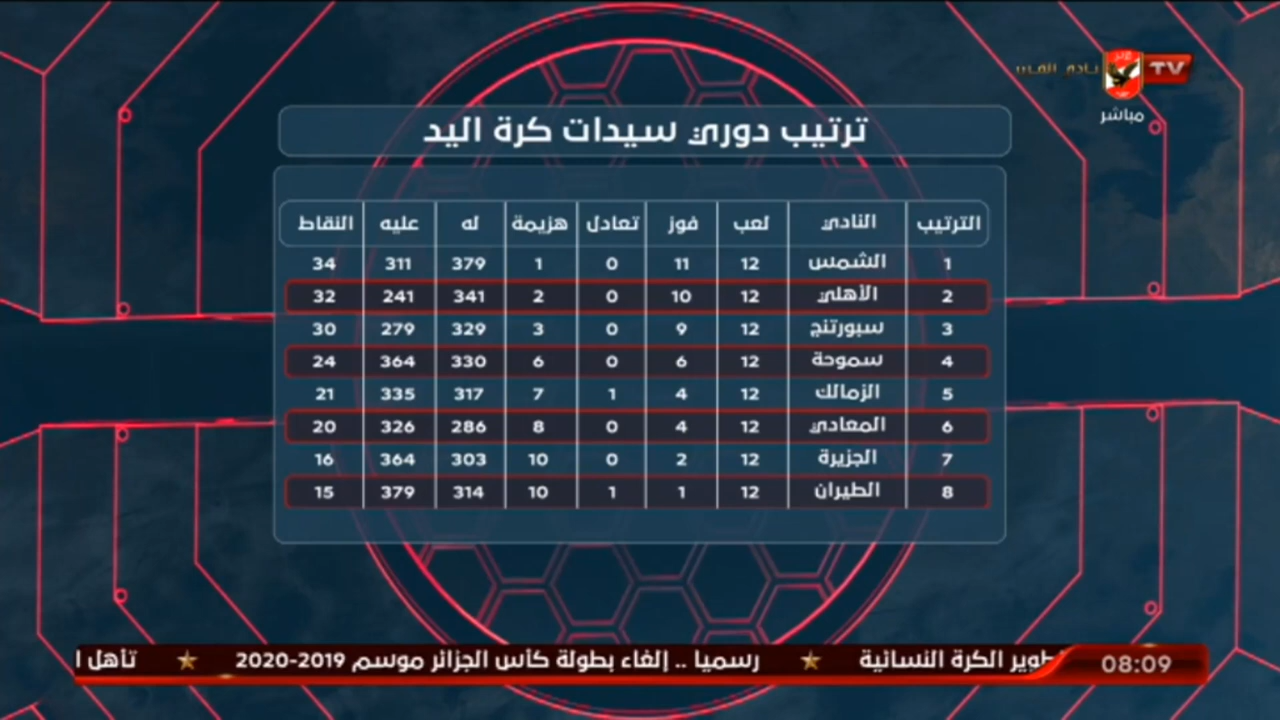 TV
مباشر
ترتيب دوري سيدات كرة اليد
الترتيب النادي لعب فوز تعادل هزيمة له عليه النقاط
1 الشمس 12 11 0 1 379 311 34
2 الأهلي 12 10 0 2 341 241 32
3 سبورتنج 12 9 0 3 329 279 30
4 سموحة 12 6 0 6 330 364 24
5 الزمالك 12 4 1 7 317 335 21
6 المعادي 12 4 0 8 286 326 20
7 الجزيرة 12 2 0 10 303 364 16
8 الطيران 12 1 1 10 314 379 15
08:09 تطوير الكرة النسائية رسميا .. إلغاء بطولة كأس الجزائر موسم 2019-2020 تأهل ا